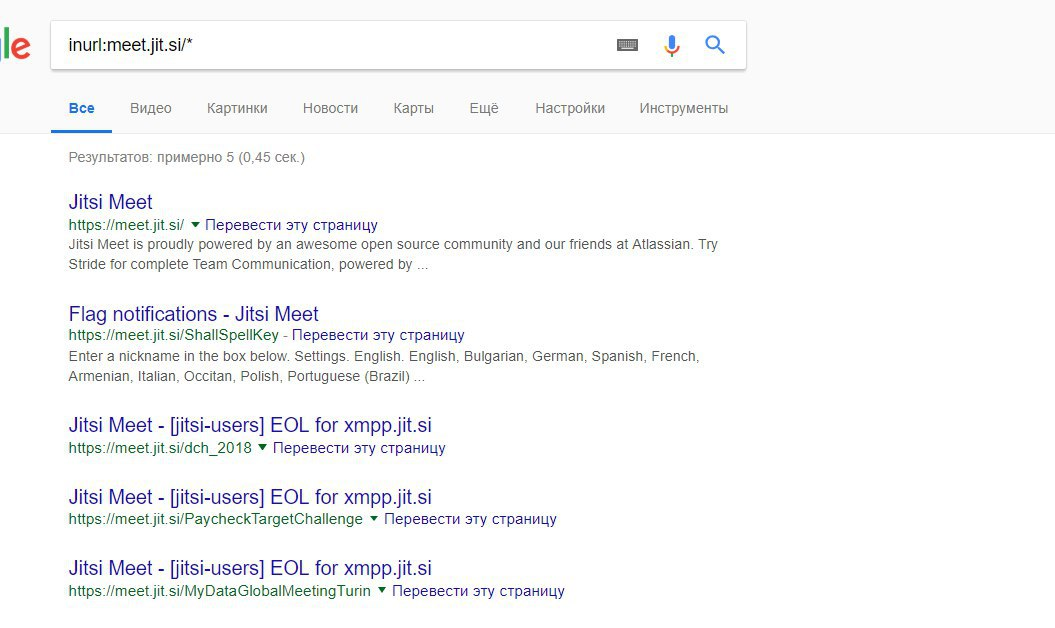 le
inurl:meet.jit.si/*
Все Видео Картинки Новости Карты Ещё Настройки Инструменты
Результатов: примерно 5 (0,45 сек.)
Jitsi Meet
https://meet.jit.si/ Перевести эту страницу
Jitsi Meet is proudly powered by an awesome open source community and our friends at Atlassian. Try
Stride for complete Team Communication, powered by ...
Flag notifications - Jitsi Meet
https://meet.jit.si/ShallSpellKey - Перевести эту страницу
Enter a nickname in the box below. Settings. English. English, Bulgarian, German, Spanish, French,
Armenian, Italian, Occitan, Polish, Portuguese (Brazil) ...
Jitsi Meet - [jitsi-users] EOL for xmpp.jit.si
https://meet.jit.si/dch_2018 Перевести эту страницу
Jitsi Meet - [jitsi-users] EOL for xmpp.jit.si
https://meet.jit.si/PaycheckTargetChallenge Перевести эту страницу
Jitsi Meet - [jitsi-users] EOL for xmpp.jit.si
https://meet.jit.si/MyDataGlobalMeetingTurin Перевести эту страницу